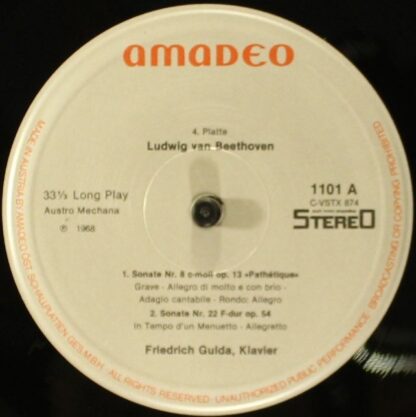 amadeo
4. Platte
Ludwig van Beethoven
33⅓ Long Play
Austro Mechana
℗ 1968
1101 A
C-VSTX 874
STEREO
1. Sonate Nr. 8 c-moll op. 13 «Pathétique»
Grave - Allegro di molto e con brio -
Adagio cantabile - Rondo: Allegro
2. Sonate Nr. 22 F-dur op. 54
In Tempo d'un Menuetto - Allegretto
Friedrich Gulda, Klavier
MADE IN AUSTRIA BY AMADEO ÖST. SCHALLPLATTEN GES.M.B.H. ALL RIGHTS RESERVED - UNAUTHORIZED PUBLIC PERFORMANCE - BROADCASTING OR COPYING PROHIBITED